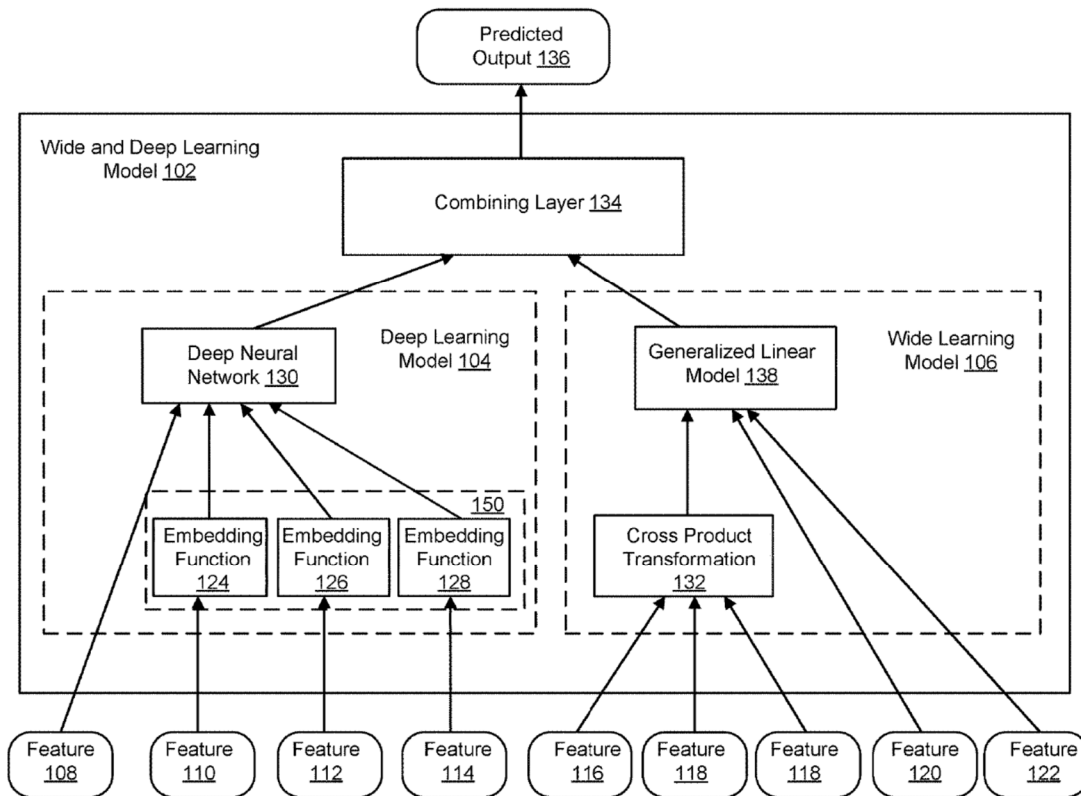 Predicted
Output 136
Wide and Deep Learning
Model 102
Combining Layer 134
Deep Neural
Network 130
Deep Learning
Model 104
Generalized Linear
Model 138
Wide Learning
Model 106
150
Embedding
Function
124
Embedding
Function
126
Embedding
Function
128
Cross Product
Transformation
132
Feature
108
Feature
110
Feature
112
Feature
114
Feature
116
Feature
118
Feature
118
Feature
120
Feature
122